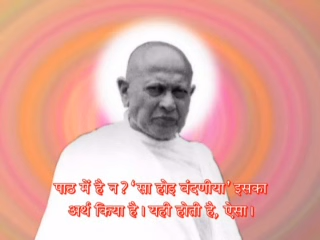 पाठ में है न ? ‘सा होइ वंदणीया’ इसका
अर्थ किया है । यही होती है, ऐसा ।